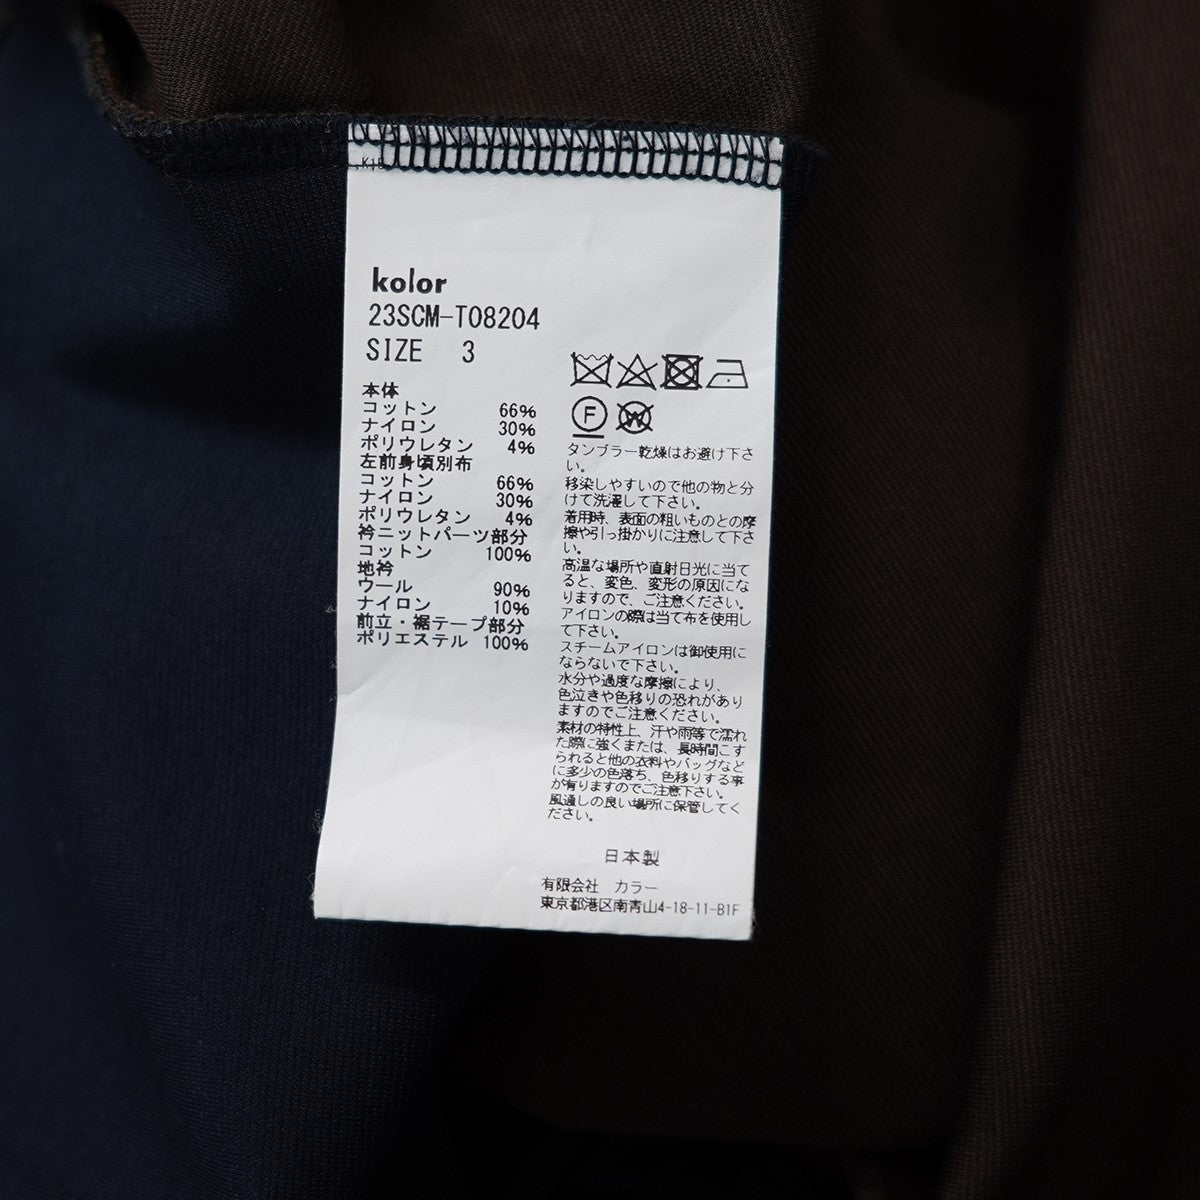 K15
kolor
23SCM-T08204
SIZE 3
本体
コットン 66%
ナイロン 30%
ポリウレタン 4%
左前身頃別布
コットン 66%
ナイロン 30%
ポリウレタン 4%
衿ニットパーツ部分
コットン 100%
地衿
ウール 90%
ナイロン 10%
前立・裾テープ部分
ポリエステル 100%
F
W
タンブラー乾燥はお避け下さ
い。
移染しやすいので他の物と分
けて洗濯して下さい。
着用時、表面の粗いものとの摩
擦や引っ掛かりに注意して下さ
い。
高温な場所や直射日光に当て
ると、変色、変形の原因にな
りますので、ご注意ください。
アイロンの際は当て布を使用し
て下さい。
スチームアイロンは御使用に
ならないで下さい。
水分や過度な摩擦により、
色泣きや色移りの恐れがあり
ますのでご注意ください。
素材の特性上、汗や雨等で濡れ
た際に強くまたは、長時間こす
られると他の衣料やバッグなど
に多少の色落ち、色移りする事
が有りますのでご注意下さい。
風通しの良い場所に保管してく
ださい。
日本製
有限会社 カラー
東京都港区南青山4-18-11-B1F